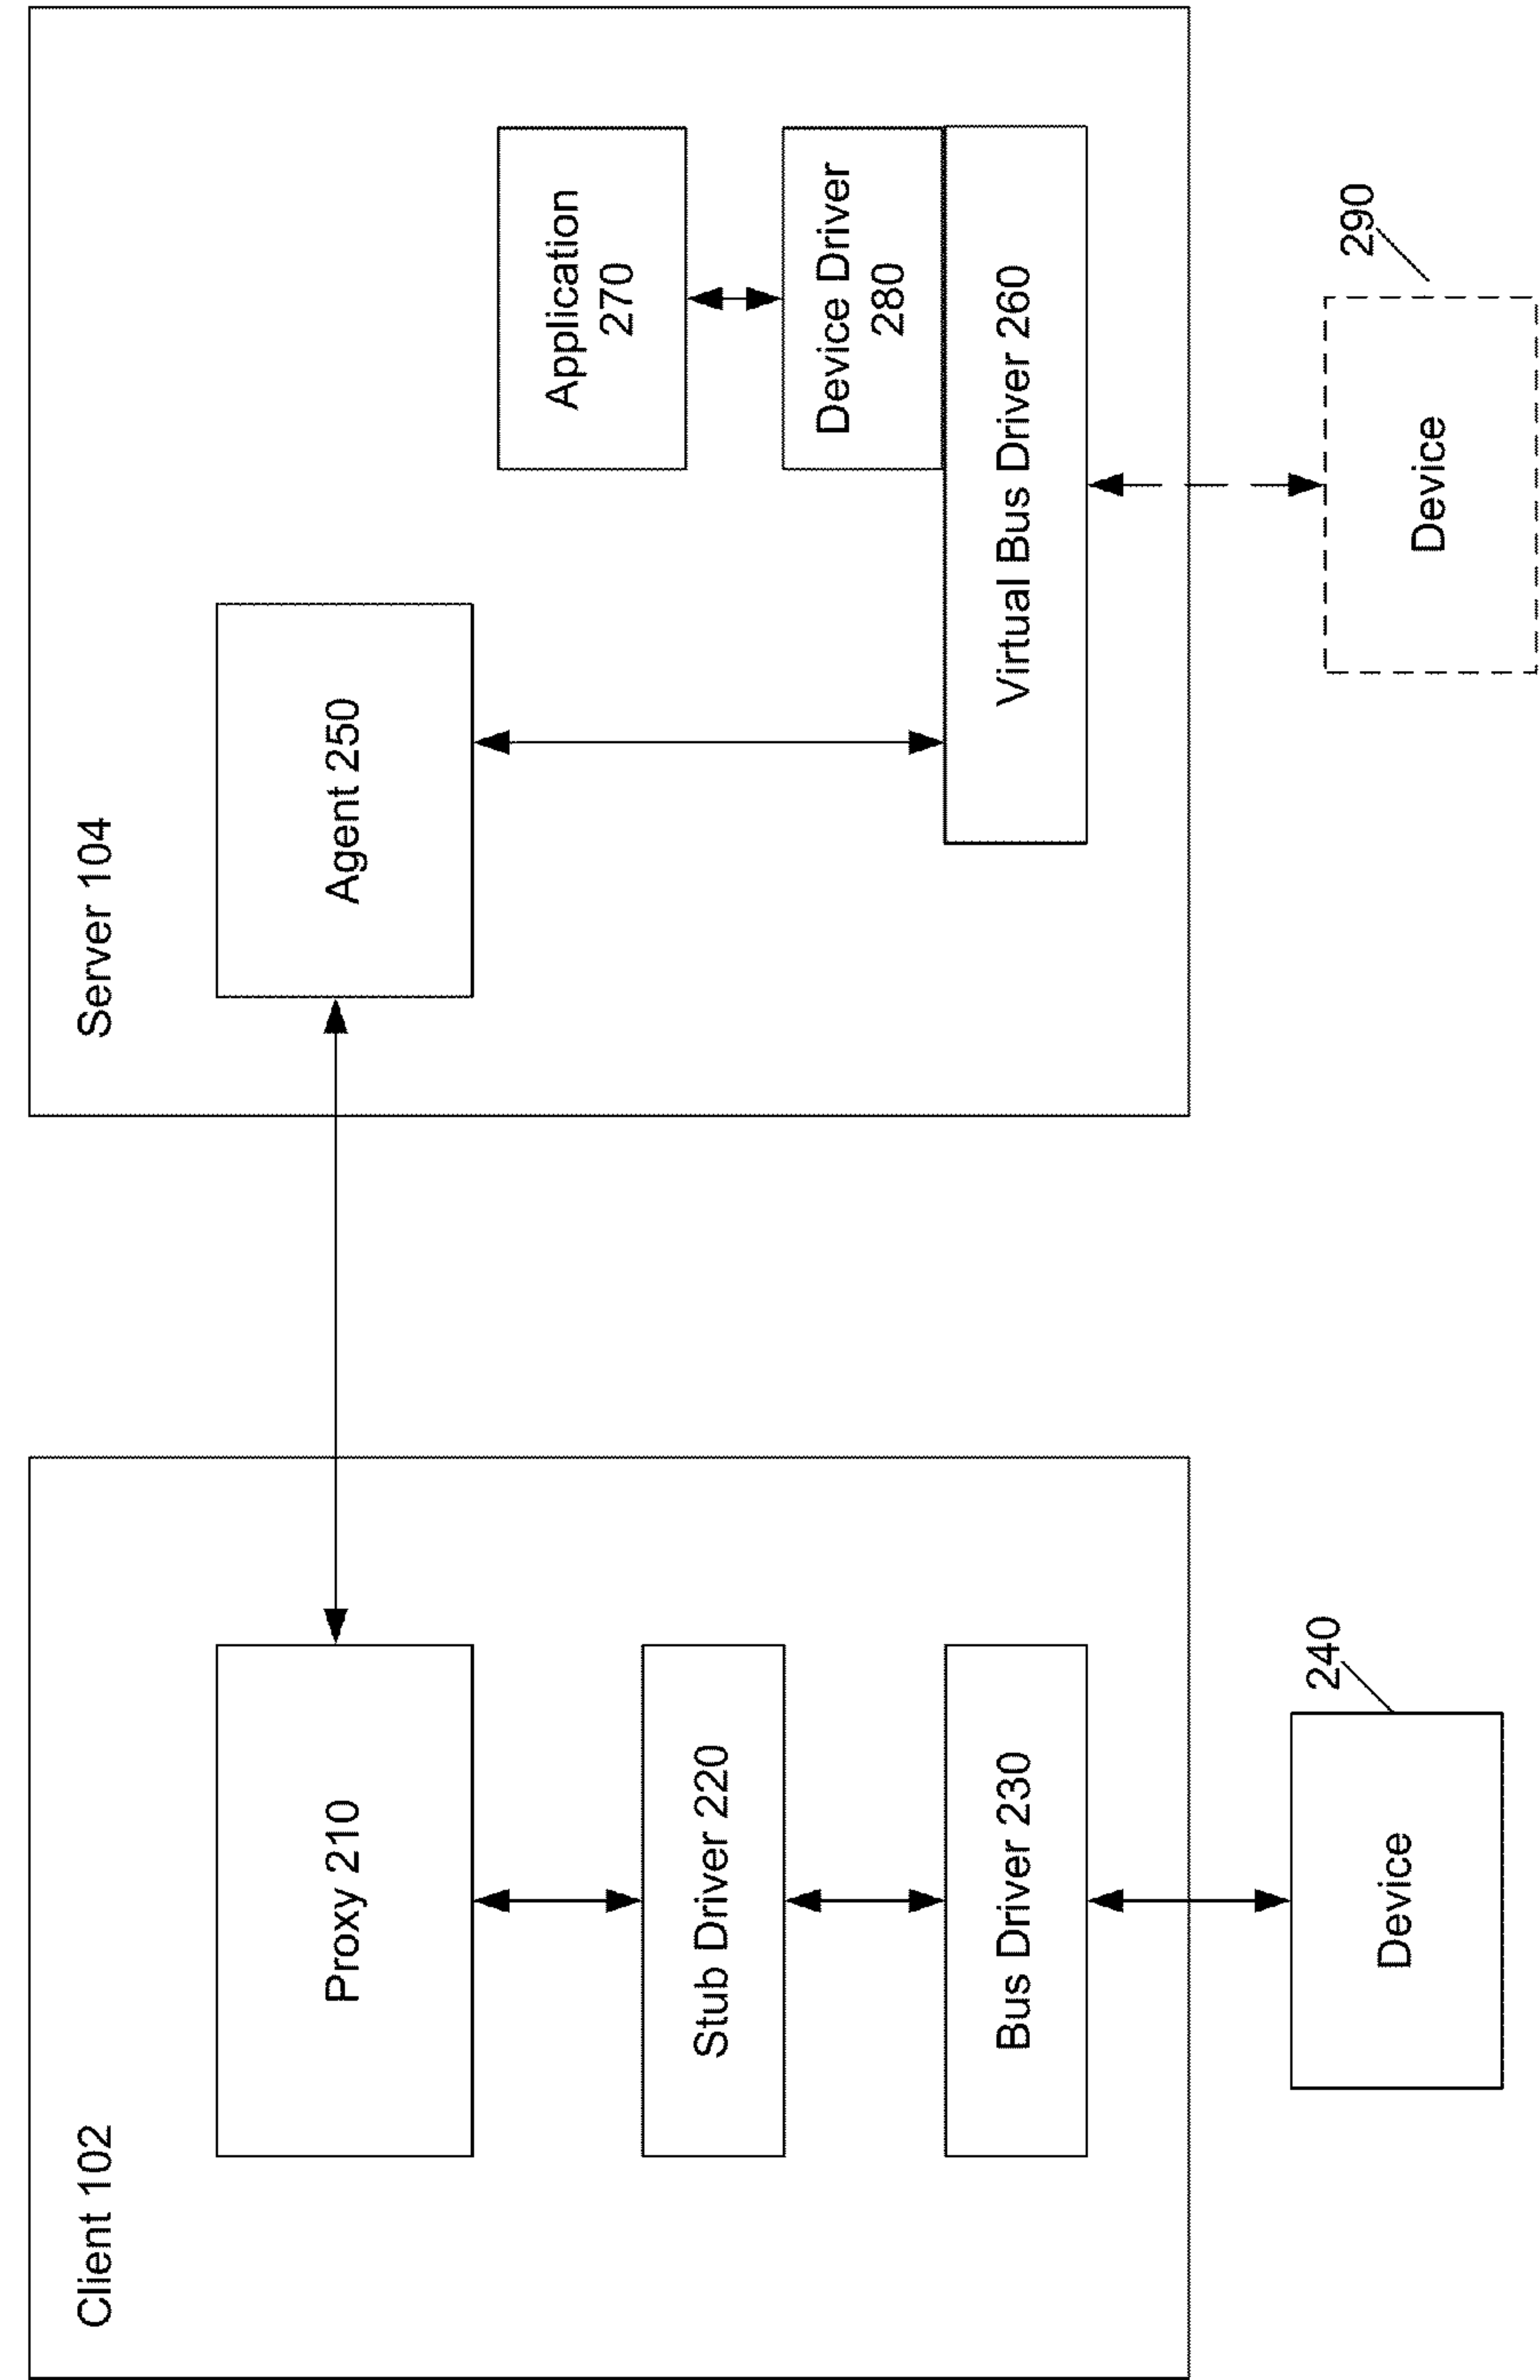 Client 102
Proxy 210
Stub Driver 220
Bus Driver 230
Device
240
Server 104
Agent 250
Application
270
Device Driver
280
Virtual Bus Driver 260
Device
290